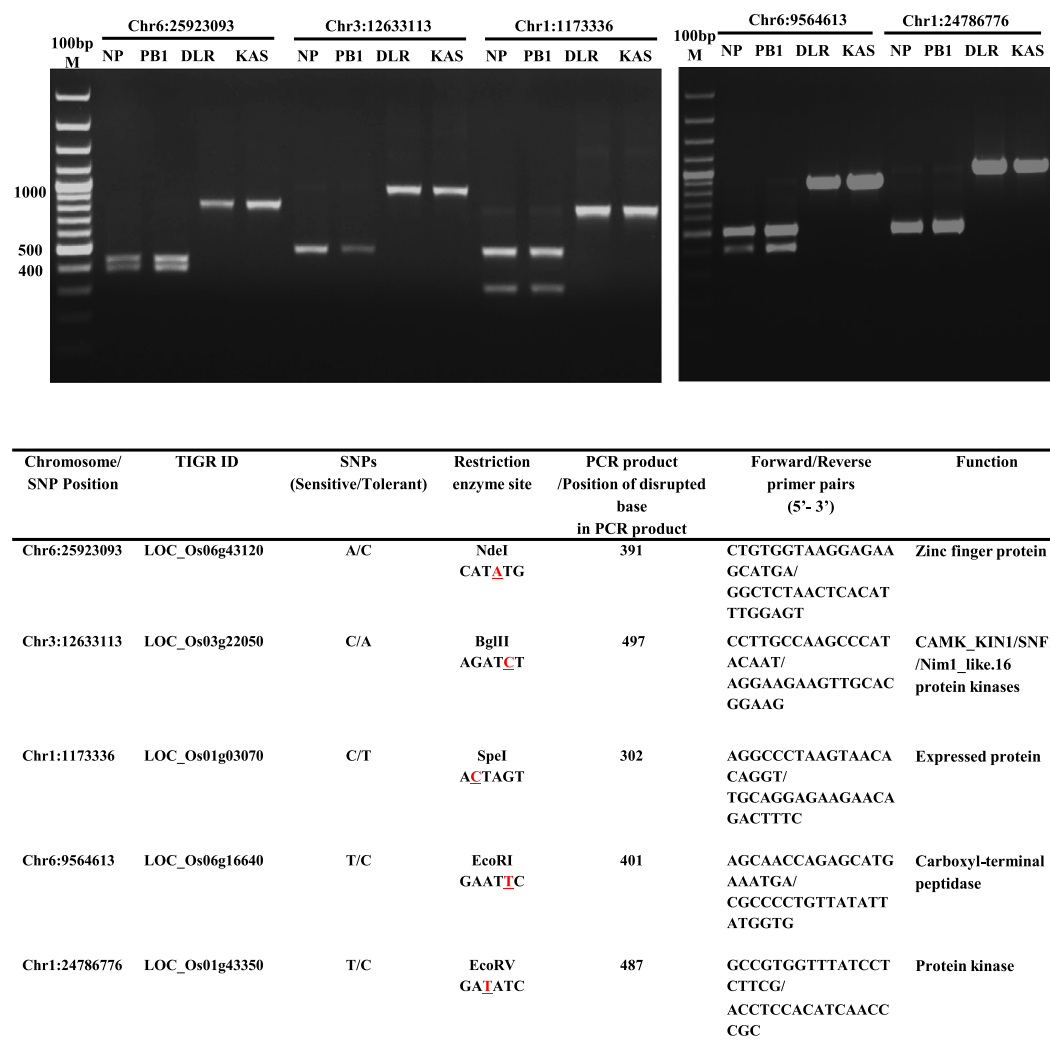 Chr6:25923093 Chr3:12633113 Chr1:1173336
100bp
M NP PB1 DLR KAS NP PB1 DLR KAS NP PB1 DLR KAS
1000
500
400
Chr6:9564613 Chr1:24786776
100bp
M NP PB1 DLR KAS NP PB1 DLR KAS
Chromosome/ TIGR ID SNPs Restriction PCR product Forward/Reverse Function
SNP Position (Sensitive/Tolerant) enzyme site /Position of disrupted primer pairs
base (5’- 3’)
in PCR product
Chr6:25923093 LOC_Os06g43120 A/C NdeI 391 CTGTGGTAAGGAGAA Zinc finger protein
CATATG GCATGA/
GGCTCTAACTCACAT
TTGGAGT
Chr3:12633113 LOC_Os03g22050 C/A BglII 497 CCTTGCCAAGCCCAT CAMK_KIN1/SNF
AGATCT ACAAT/ /Nim1_like.16
AGGAAGAAGTTGCAC protein kinases
GGAAG
Chr1:1173336 LOC_Os01g03070 C/T SpeI 302 AGGCCCTAAGTAACA Expressed protein
ACTAGT CAGGT/
TGCAGGAGAAGAACA
GACTTTC
Chr6:9564613 LOC_Os06g16640 T/C EcoRI 401 AGCAACCAGAGCATG Carboxyl-terminal
GAATTC AAATGA/ peptidase
CGCCCCTGTTATATT
ATGGTG
Chr1:24786776 LOC_Os01g43350 T/C EcoRV 487 GCCGTGGTTTATCCT Protein kinase
GATATC CTTCG/
ACCTCCACATCAACC
CGC